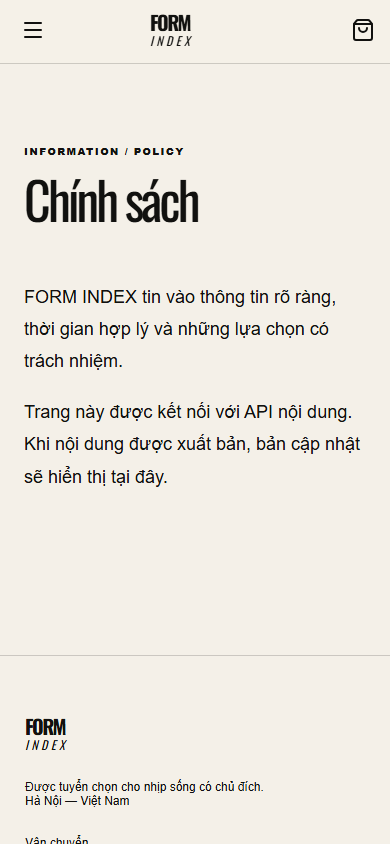 FORM
INDEX
INFORMATION / POLICY
Chính sách
FORM INDEX tin vào thông tin rõ ràng,
thời gian hợp lý và những lựa chọn có
trách nhiệm.
Trang này được kết nối với API nội dung.
Khi nội dung được xuất bản, bản cập nhật
sẽ hiển thị tại đây.
FORM
INDEX
Được tuyển chọn cho nhịp sống có chủ đích.
Hà Nội — Việt Nam
Vận chuyển